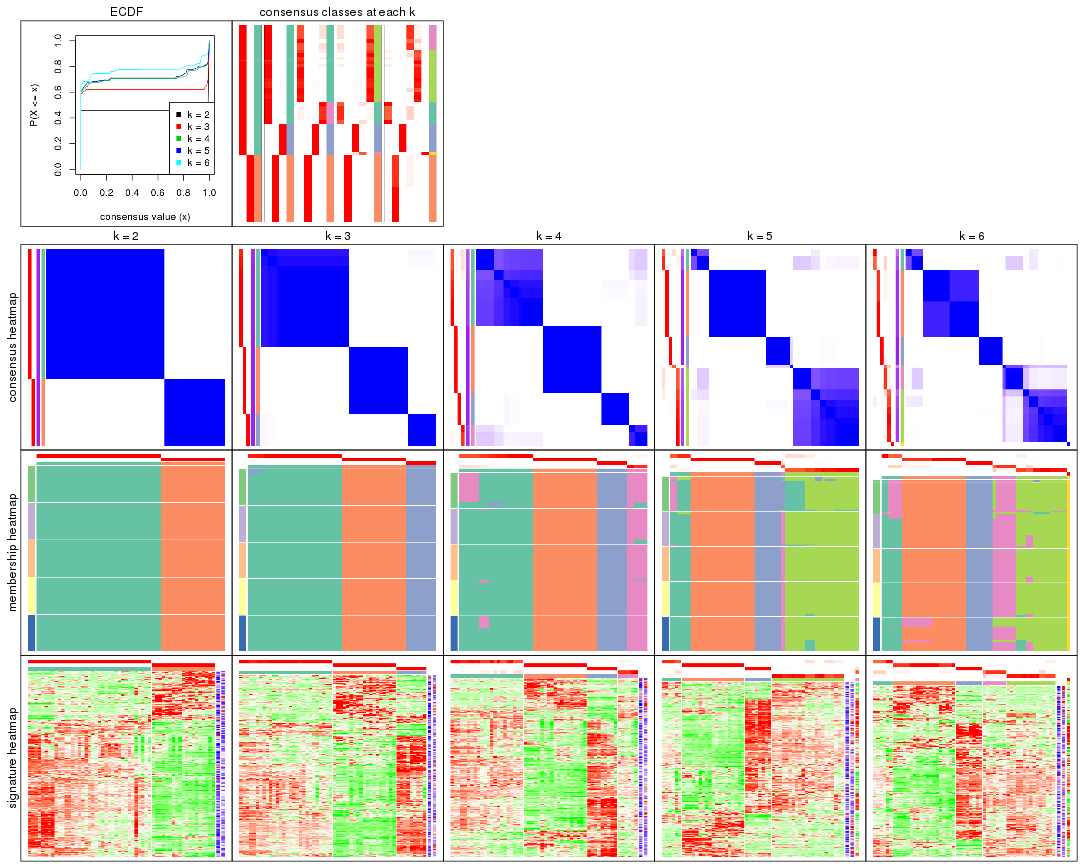 ECDF
consensus classes at each k
P(X <= x)
0.0
0.2
0.4
0.6
0.8
1.0
k = 2
k = 3
k = 4
k = 5
k = 6
0.0 0.2 0.4 0.6 0.8 1.0
consensus value (x)
k = 2
k = 3
k = 4
k = 5
k = 6
consensus heatmap
membership heatmap
signature heatmap